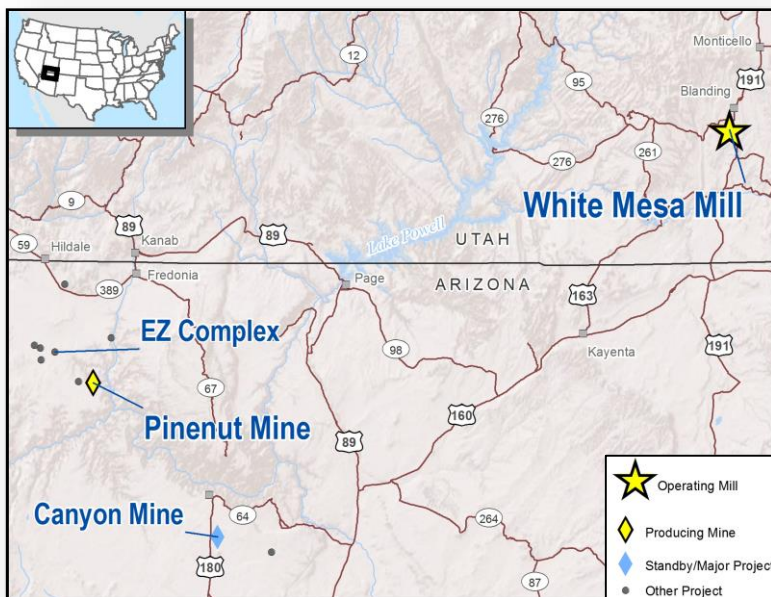 Monticello
12
191
95
Blanding
276
276
261
White Mesa Mill
9
89
89
Lake Powell
UTAH
59
Hildale
Kanab
Fredonia
Page
ARIZONA
389
163
EZ Complex
98
Kayenta
191
67
Pinenut Mine
160
89
Canyon Mine
64
264
180
87
Operating Mill
Producing Mine
Standby/Major Project
Other Project